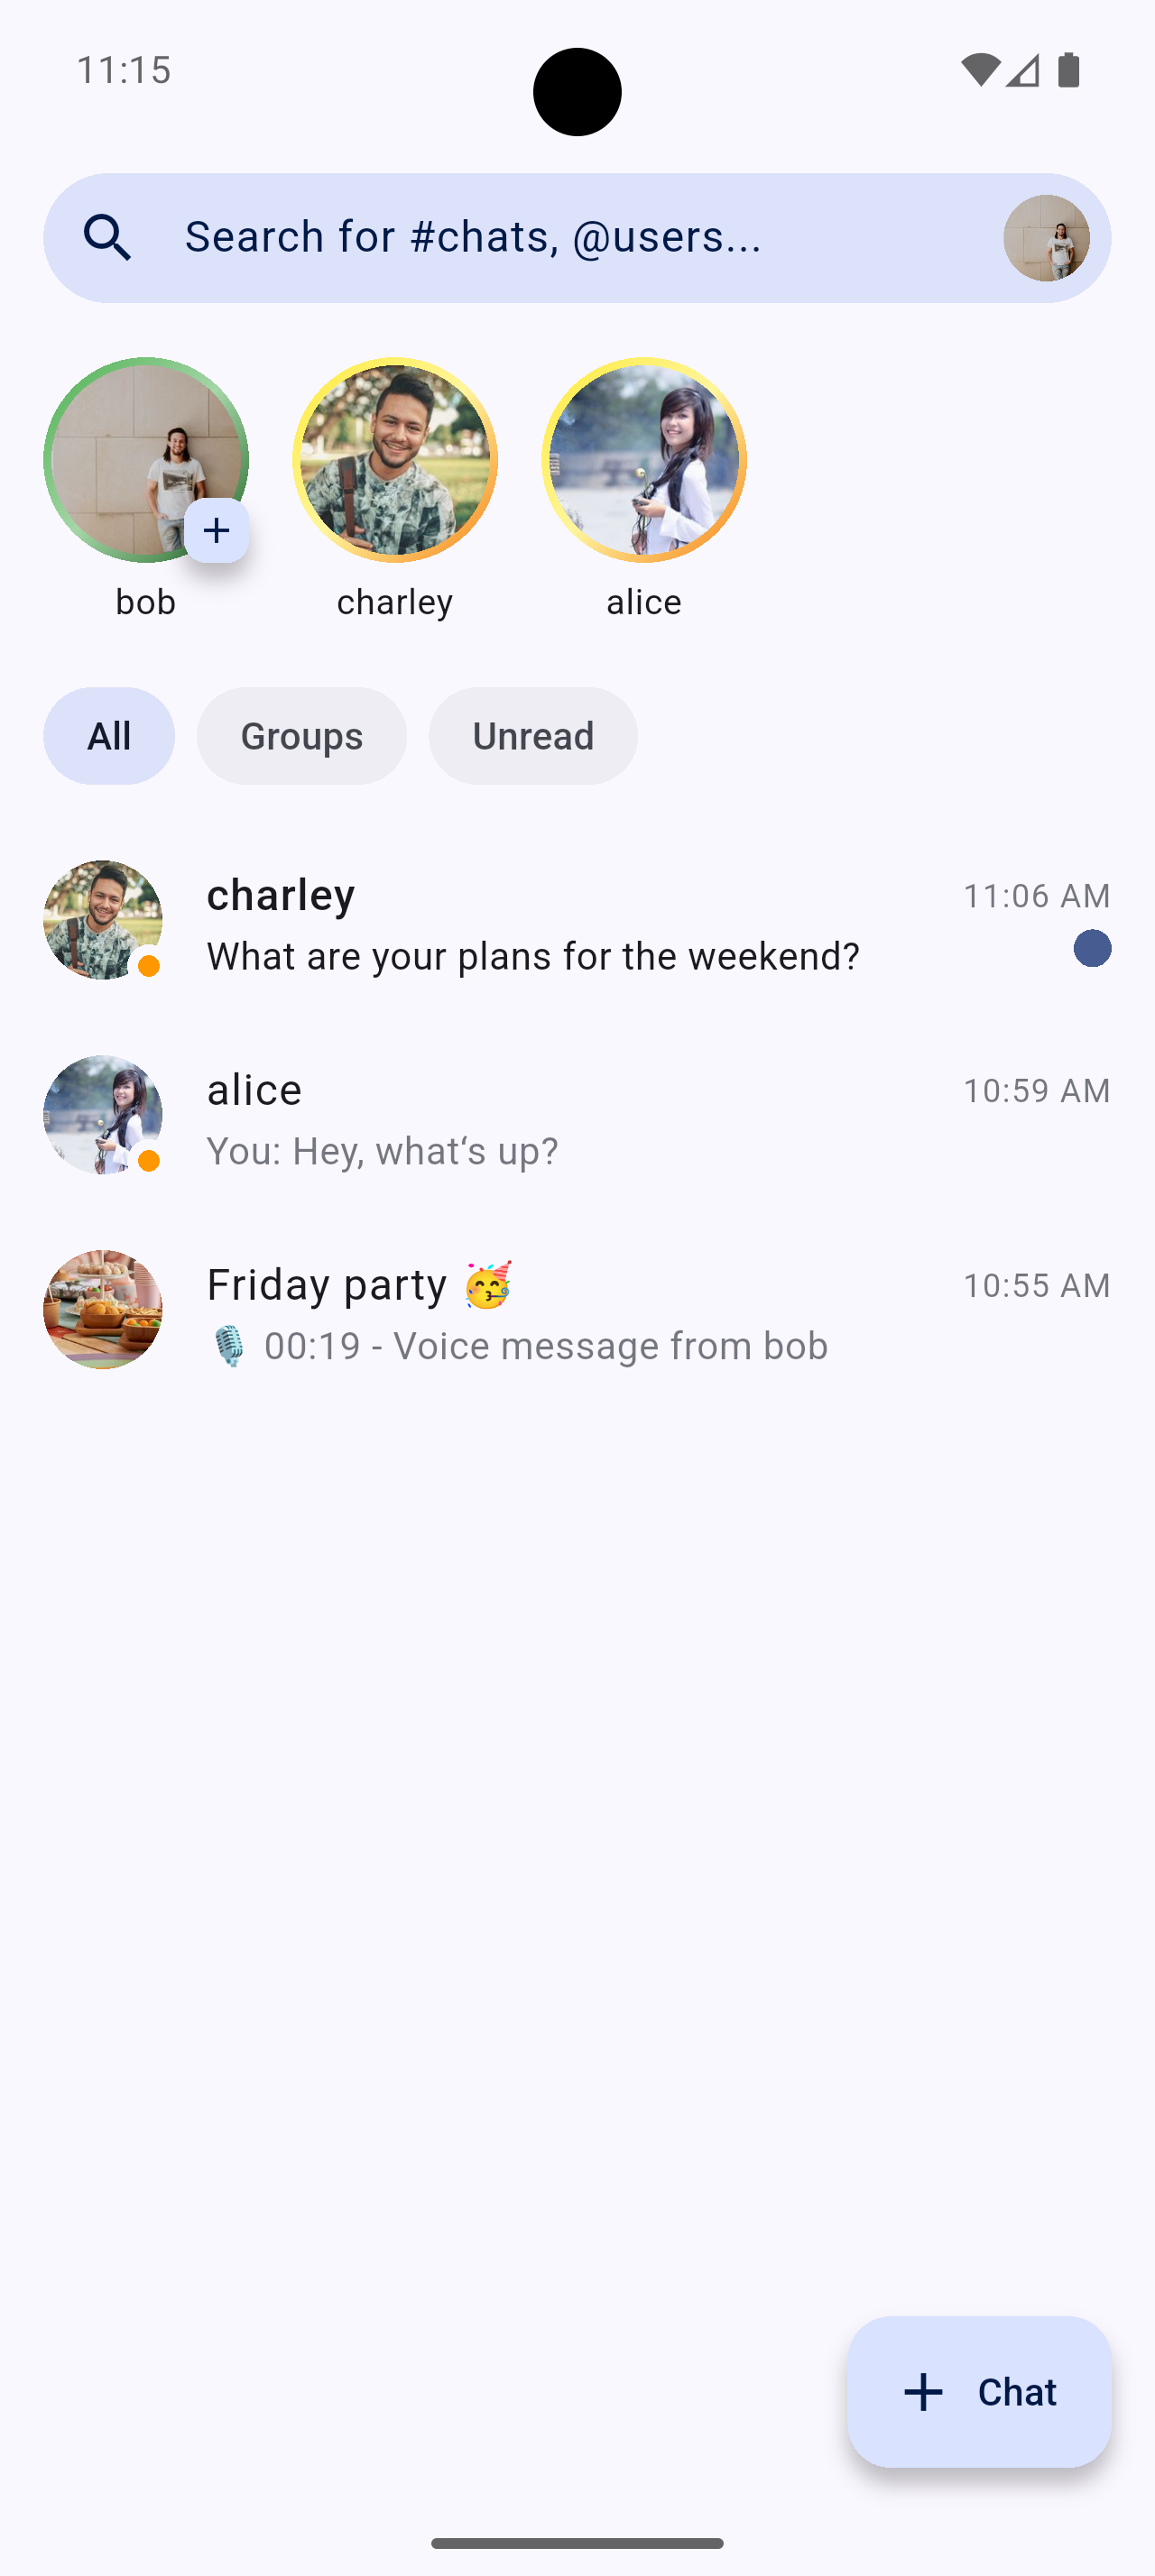 11:15
Search for #chats, @users...
bob charley alice
All Groups Unread
charley 11:06 AM
What are your plans for the weekend?
alice 10:59 AM
You: Hey, what‘s up?
Friday party 🥳 10:55 AM
🎙️ 00:19 - Voice message from bob
+ Chat